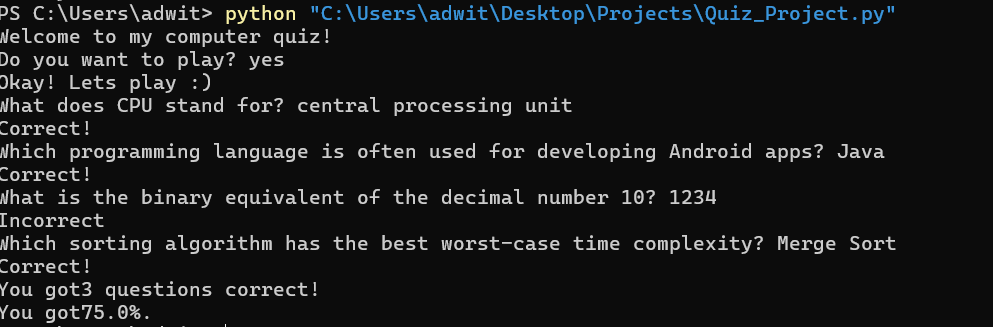 PS C:\Users\adwit> python "C:\Users\adwit\Desktop\Projects\Quiz_Project.py"
Welcome to my computer quiz!
Do you want to play? yes
Okay! Lets play :)
What does CPU stand for? central processing unit
Correct!
Which programming language is often used for developing Android apps? Java
Correct!
What is the binary equivalent of the decimal number 10? 1234
Incorrect
Which sorting algorithm has the best worst-case time complexity? Merge Sort
Correct!
You got3 questions correct!
You got75.0%.